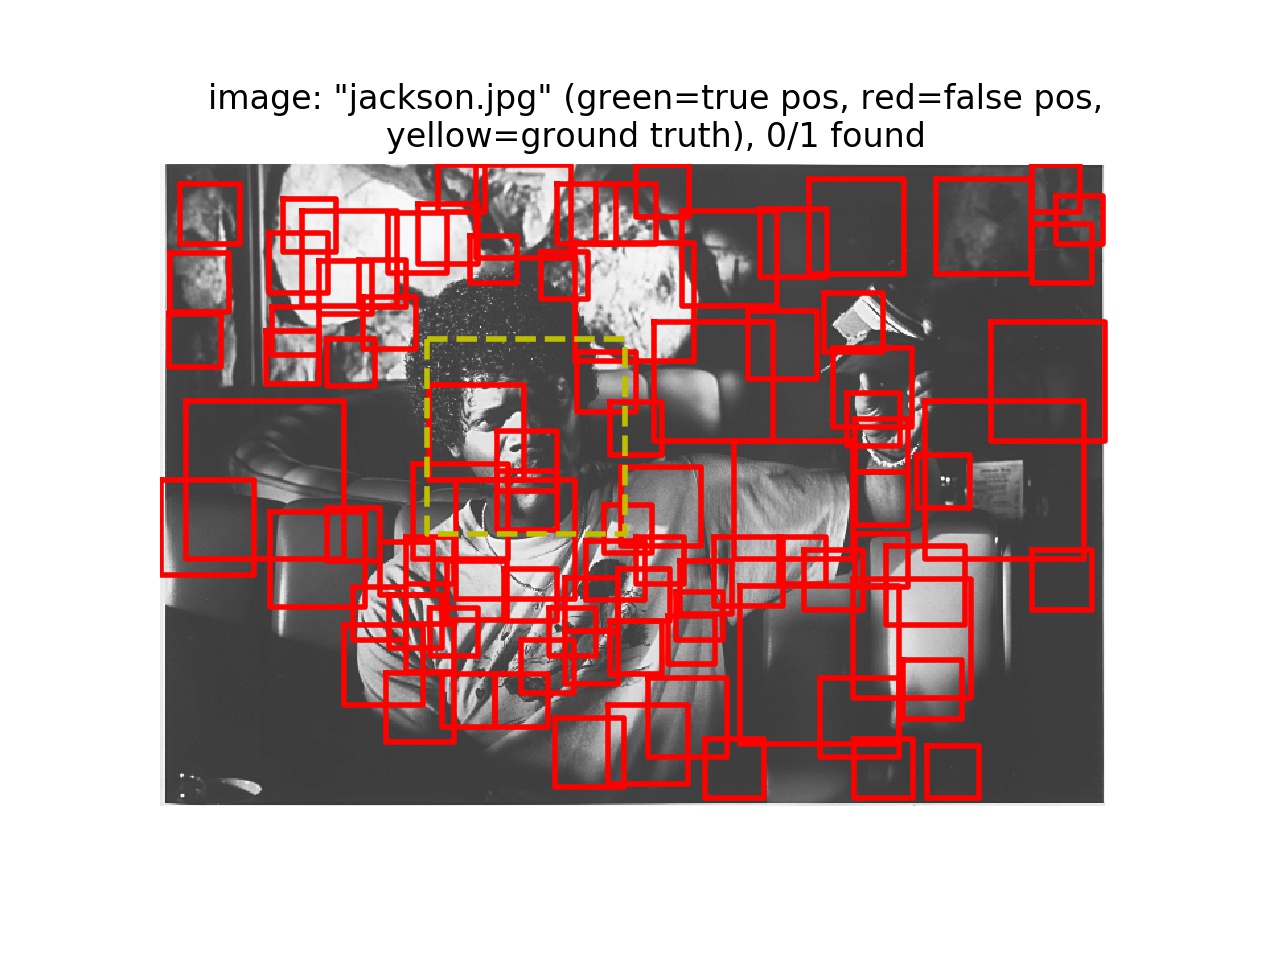 image: "jackson.jpg" (green=true pos, red=false pos,
yellow=ground truth), 0/1 found